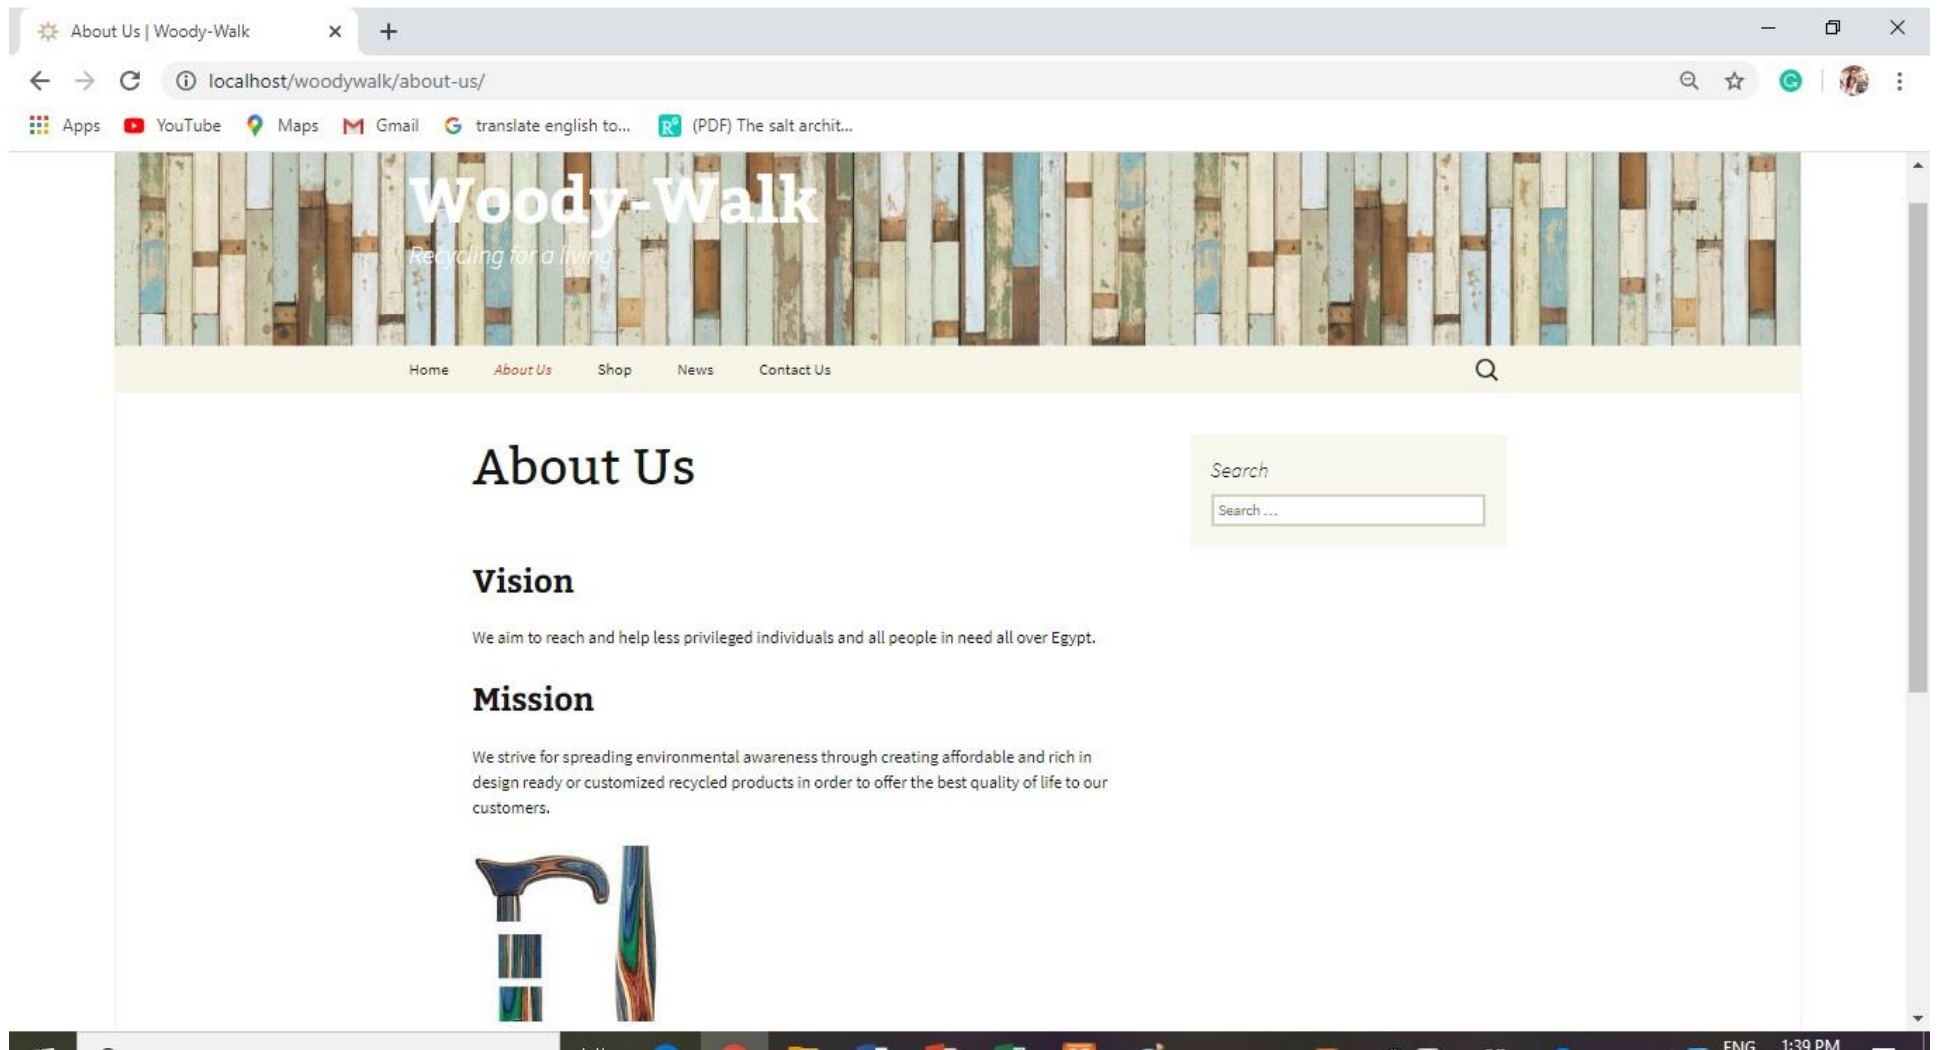 About Us | Woody-Walk
localhost/woodywalk/about-us/
Apps YouTube Maps Gmail translate english to... (PDF) The salt archit...
Woody-Walk
Recycling for a living
Home About Us Shop News Contact Us
About Us
Search
Search ...
Vision
We aim to reach and help less privileged individuals and all people in need all over Egypt.
Mission
We strive for spreading environmental awareness through creating affordable and rich in
design ready or customized recycled products in order to offer the best quality of life to our
customers.
ENG 1:39 PM